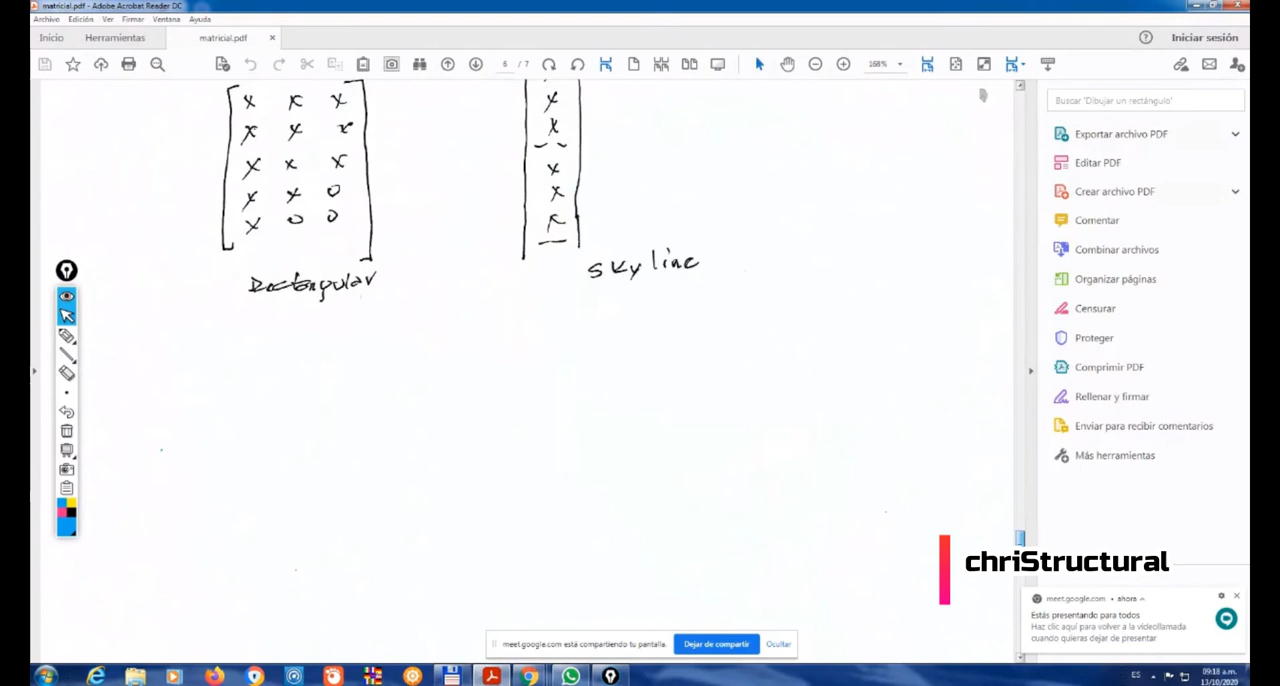 matricial.pdf - Adobe Acrobat Reader DC
Archivo Edición Ver Firmar Ventana Ayuda
Inicio Herramientas matricial.pdf × Iniciar sesión
6 / 7 168%
Buscar 'Dibujar un rectángulo'
Exportar archivo PDF
Editar PDF
Crear archivo PDF
Comentar
Combinar archivos
Organizar páginas
Censurar
Proteger
Comprimir PDF
Rellenar y firmar
Enviar para recibir comentarios
Más herramientas
x x x
x x x
x x x
x x 0
x 0 0
Rectangular
x
x
x
x
x
skyline
chriStructural
meet.google.com • ahora
Estás presentando para todos
Haz clic aquí para volver a la videollamada
cuando quieras dejar de presentar
meet.google.com está compartiendo tu pantalla. Dejar de compartir Ocultar
ES 09:18 a.m.
13/10/2020